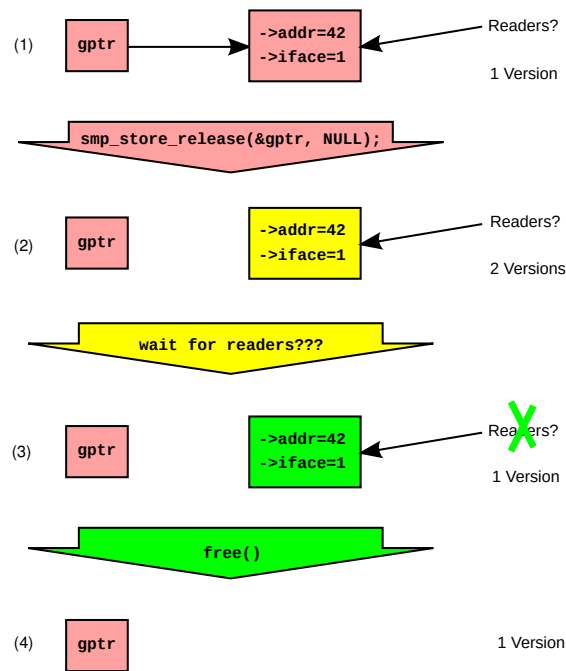 Readers?
(1) gptr ->addr=42
->iface=1
1 Version
smp_store_release(&gptr, NULL);
Readers?
(2) gptr ->addr=42
->iface=1
2 Versions
wait for readers???
Readers?
(3) gptr ->addr=42
->iface=1
1 Version
free()
(4) gptr 1 Version